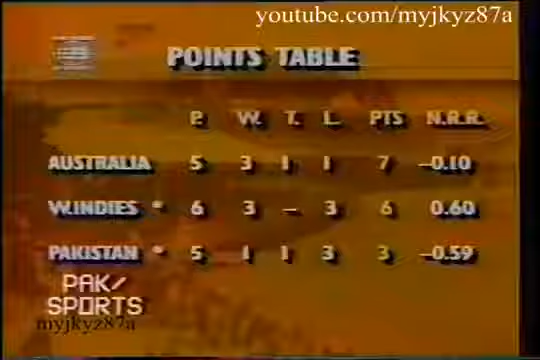 youtube.com/myjkyz87a
POINTS TABLE
P. W. T. L. PTS N.R.R.
AUSTRALIA 5 3 1 1 7 -0.10
W.INDIES * 6 3 - 3 6 0.60
PAKISTAN * 5 1 1 3 3 -0.59
PAK/
SPORTS
myjkyz87a